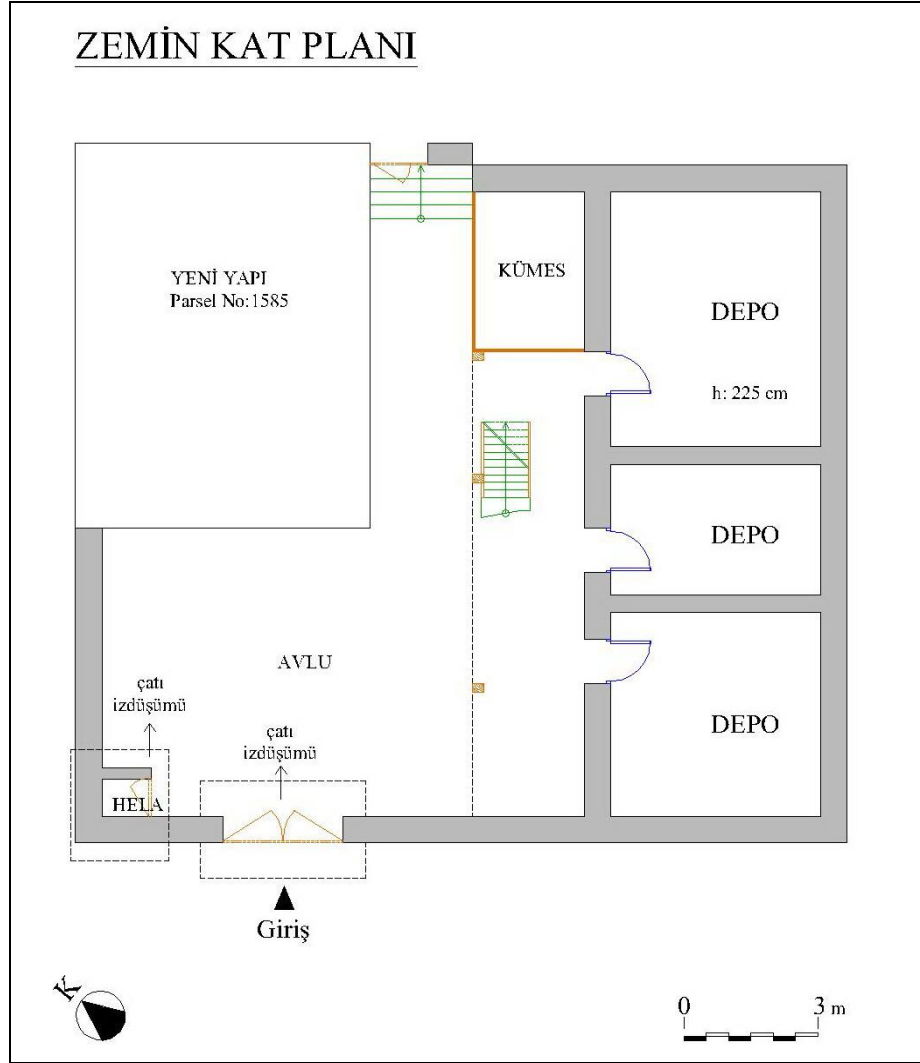 ZEMİN KAT PLANI
YENİ YAPI
Parsel No:1585
KÜMES
DEPO
h: 225 cm
DEPO
AVLU
DEPO
çatı
izdüşümü
çatı
izdüşümü
HELA
Giriş
K
0 3 m